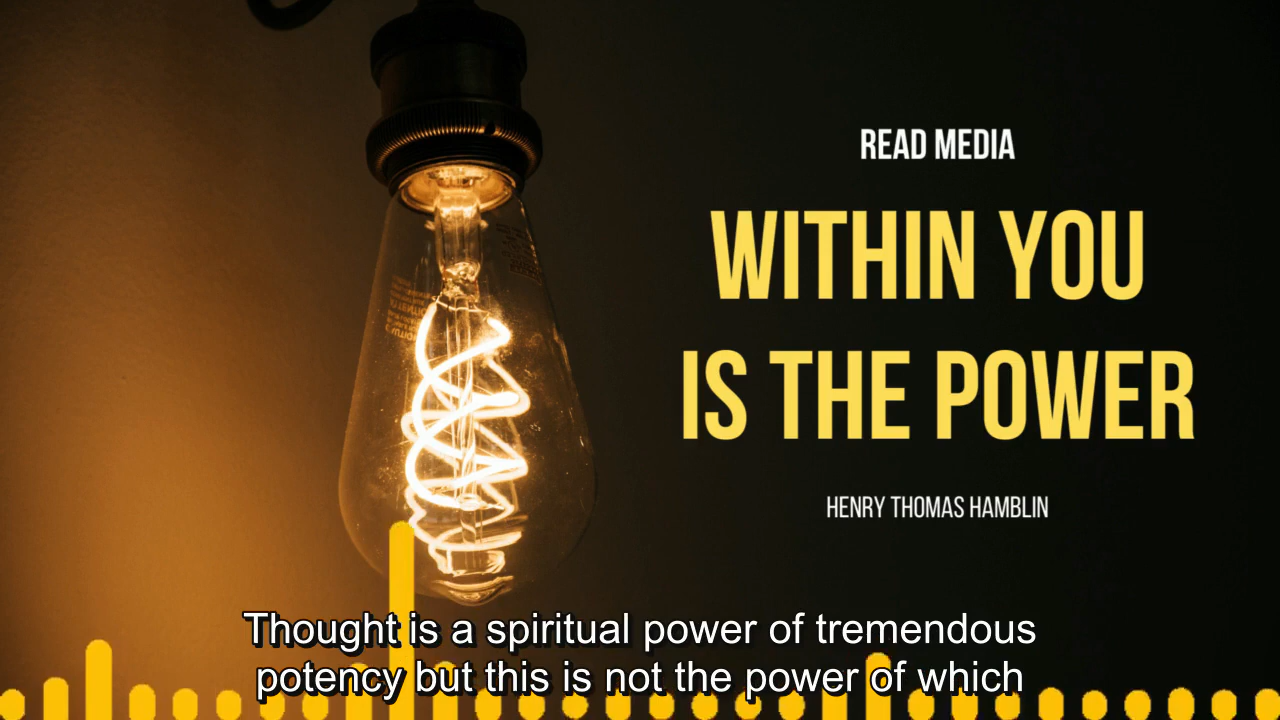 READ MEDIA
WITHIN YOU
IS THE POWER
HENRY THOMAS HAMBLIN
Thought is a spiritual power of tremendous
potency but this is not the power of which